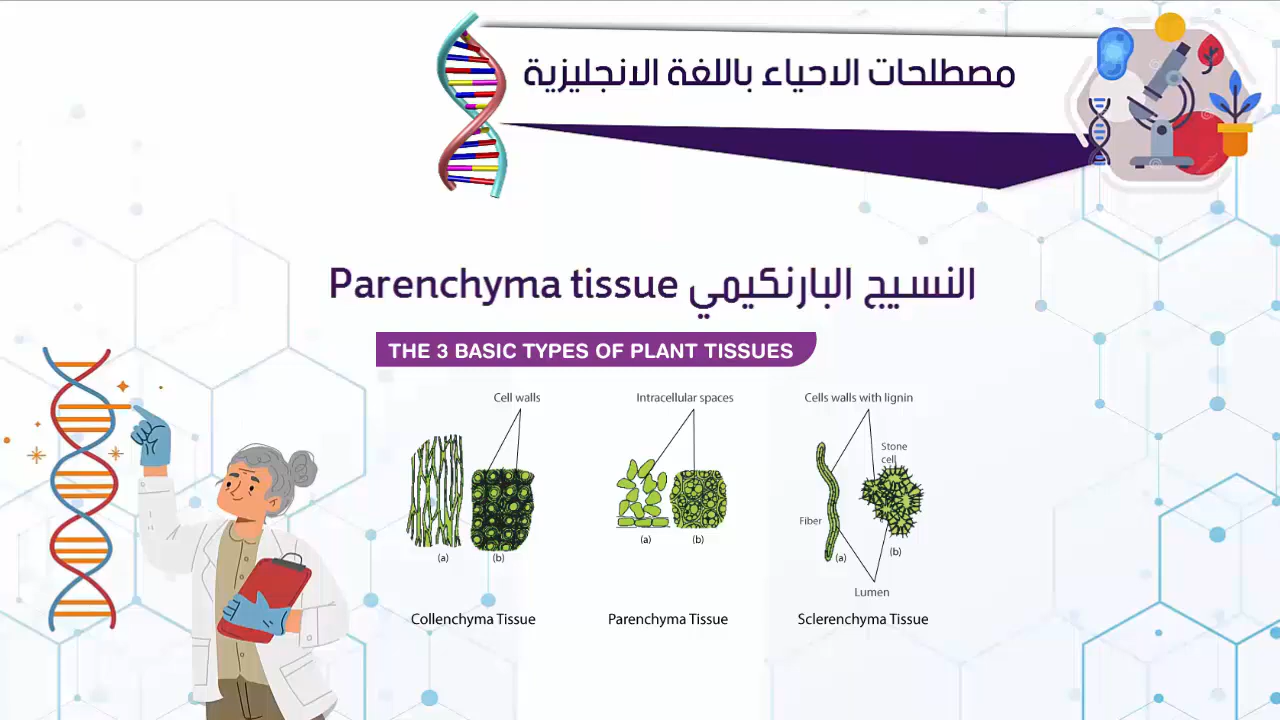 مصطلحات الاحياء باللغة الانجليزية
النسيج البارنكيمي Parenchyma tissue
THE 3 BASIC TYPES OF PLANT TISSUES
Cell walls
Intracellular spaces
Cells walls with lignin
Stone
cell
Fiber
(a)
(b)
(a)
(b)
(a)
(b)
Lumen
Collenchyma Tissue
Parenchyma Tissue
Sclerenchyma Tissue